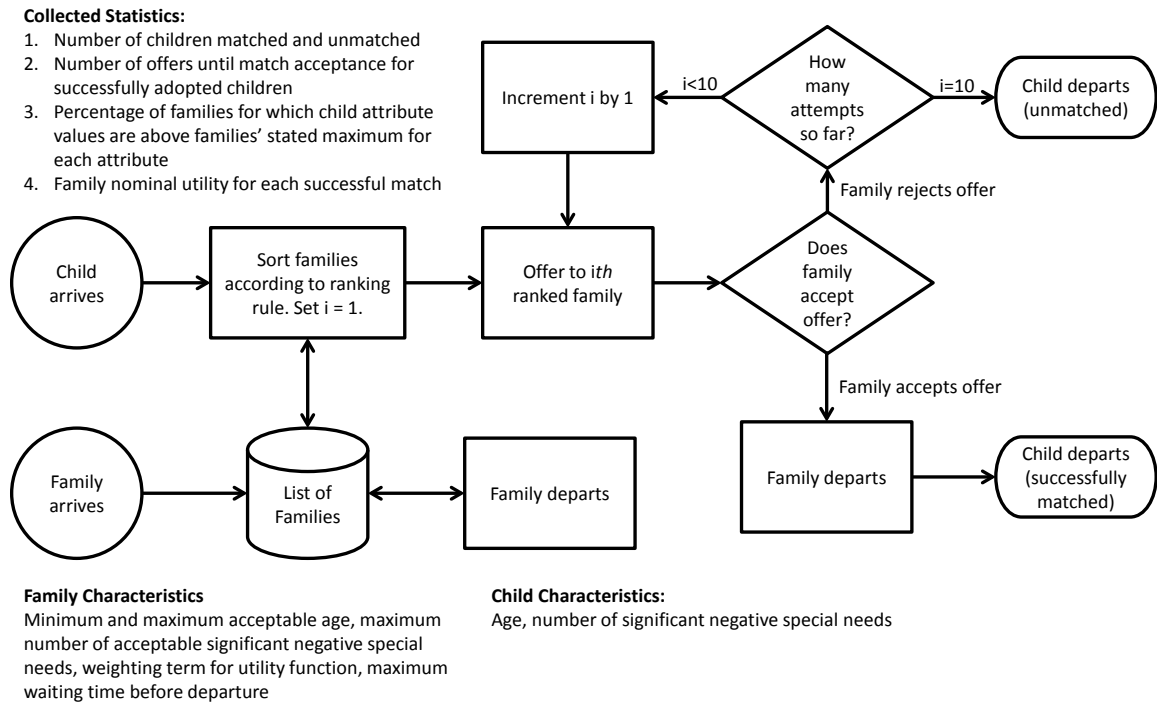 Collected Statistics:
1. Number of children matched and unmatched
2. Number of offers until match acceptance for
successfully adopted children
3. Percentage of families for which child attribute
values are above families’ stated maximum for
each attribute
4. Family nominal utility for each successful match
Increment i by 1
i<10
How
many
attempts
so far?
i=10
Child departs
(unmatched)
Family rejects offer
Child
arrives
Sort families
according to ranking
rule. Set i = 1.
Offer to ith
ranked family
Does
family
accept
offer?
Family accepts offer
Family
arrives
List of
Families
Family departs
Family departs
Child departs
(successfully
matched)
Family Characteristics
Minimum and maximum acceptable age, maximum
number of acceptable significant negative special
needs, weighting term for utility function, maximum
waiting time before departure
Child Characteristics:
Age, number of significant negative special needs